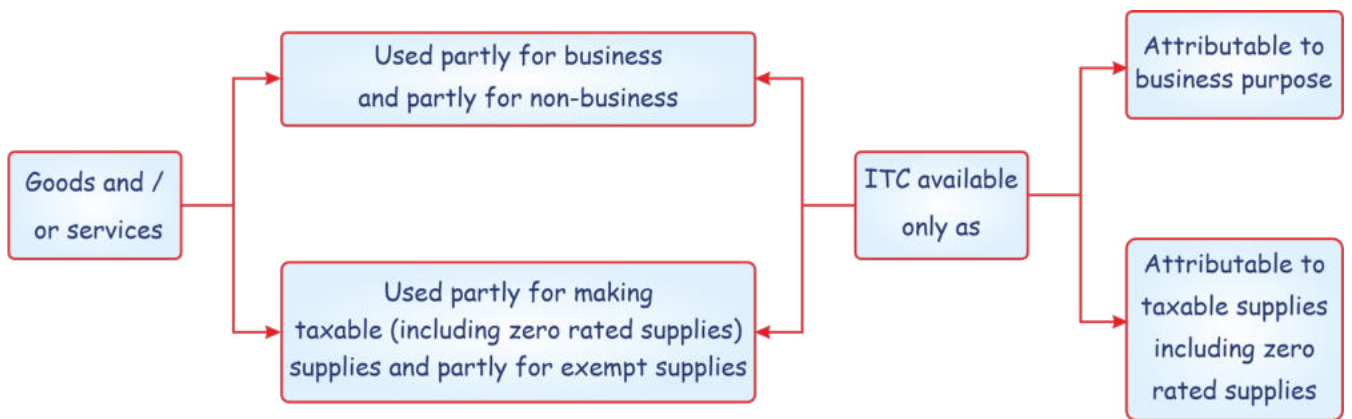 Goods and /
or services
Used partly for business
and partly for non-business
Used partly for making
taxable (including zero rated supplies)
supplies and partly for exempt supplies
ITC available
only as
Attributable to
business purpose
Attributable to
taxable supplies
including zero
rated supplies